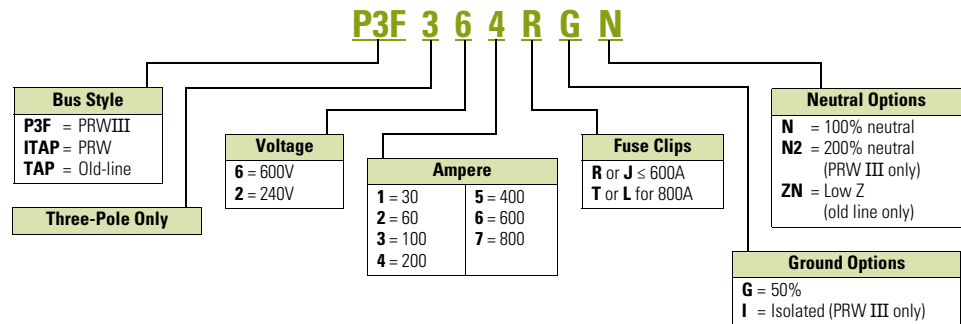 P3F 3 6 4 R G N
Bus Style
P3F = PRWIII
ITAP = PRW
TAP = Old-line
Three-Pole Only
Voltage
6 = 600V
2 = 240V
Ampere
1 = 30
2 = 60
3 = 100
4 = 200
5 = 400
6 = 600
7 = 800
Fuse Clips
R or J ≤ 600A
T or L for 800A
Neutral Options
N = 100% neutral
N2 = 200% neutral
(PRW III only)
ZN = Low Z
(old line only)
Ground Options
G = 50%
I = Isolated (PRW III only)